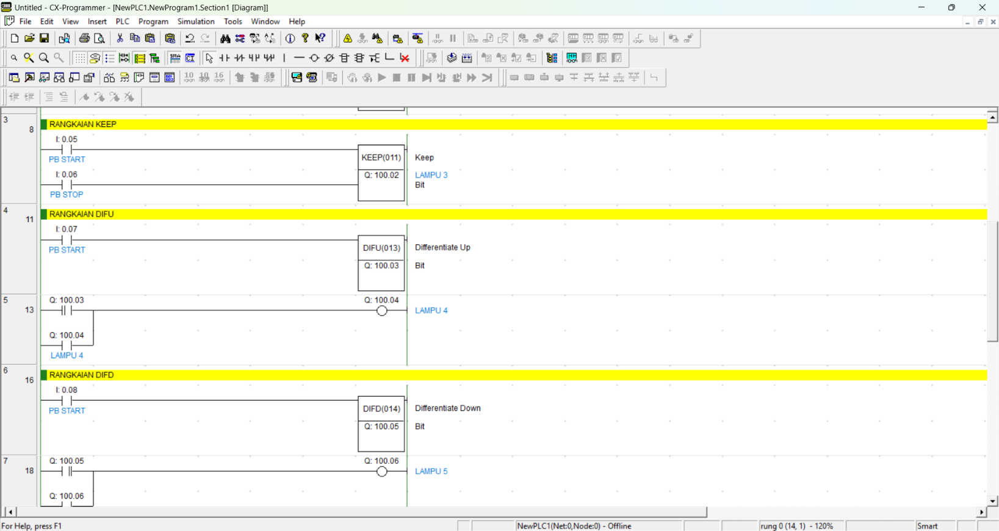 Untitled - CX-Programmer - [NewPLC1.NewProgram1.Section1 [Diagram]]
File Edit View Insert PLC Program Simulation Tools Window Help
3
8
RANGKAIAN KEEP
I: 0.05
PB START
KEEP(011)
Keep
I: 0.06
Q: 100.02
LAMPU 3
Bit
PB STOP
4
11
RANGKAIAN DIFU
I: 0.07
PB START
DIFU(013)
Differentiate Up
Q: 100.03
Bit
5
13
Q: 100.03
Q: 100.04
LAMPU 4
Q: 100.04
LAMPU 4
6
16
RANGKAIAN DIFD
I: 0.08
PB START
DIFD(014)
Differentiate Down
Q: 100.05
Bit
7
18
Q: 100.05
Q: 100.06
LAMPU 5
Q: 100.06
For Help, press F1
NewPLC1(Net:0,Node:0) - Offline
rung 0 (14, 1) - 120%
Smart